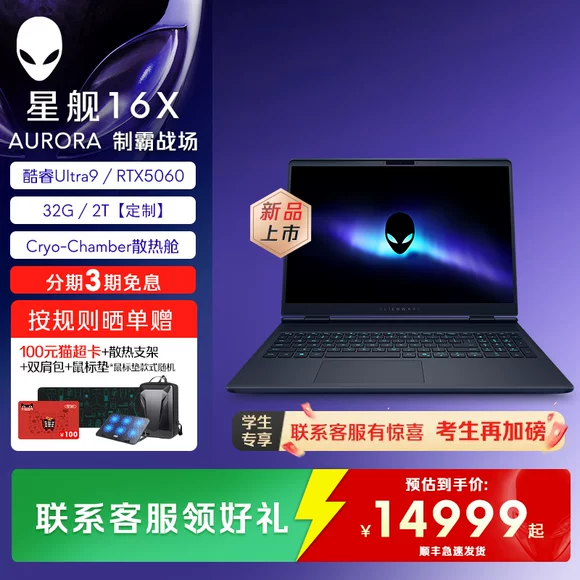 星舰16X
AURORA 制霸战场
酷睿Ultra9 / RTX5060
32G / 2T【定制】
Cryo-Chamber散热舱
分期3期免息
按规则晒单赠
100元猫超卡+散热支架
+双肩包+鼠标垫*鼠标垫款式随机
¥100
新品
上市
ALIENWARE
学生
专享
联系客服有惊喜 考生再加磅
联系客服领好礼
预估到手价:
¥14999起
顺丰急速发货